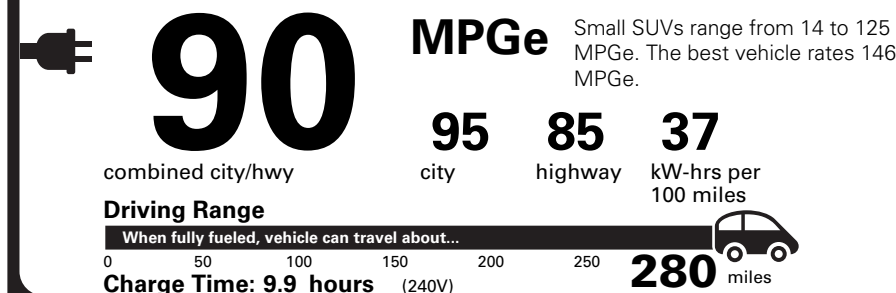 90
MPGe
Small SUVs range from 14 to 125
MPGe. The best vehicle rates 146
MPGe.
95 85 37
combined city/hwy city highway kW-hrs per
100 miles
Driving Range
When fully fueled, vehicle can travel about...
0 50 100 150 200 250 280 miles
Charge Time: 9.9 hours (240V)